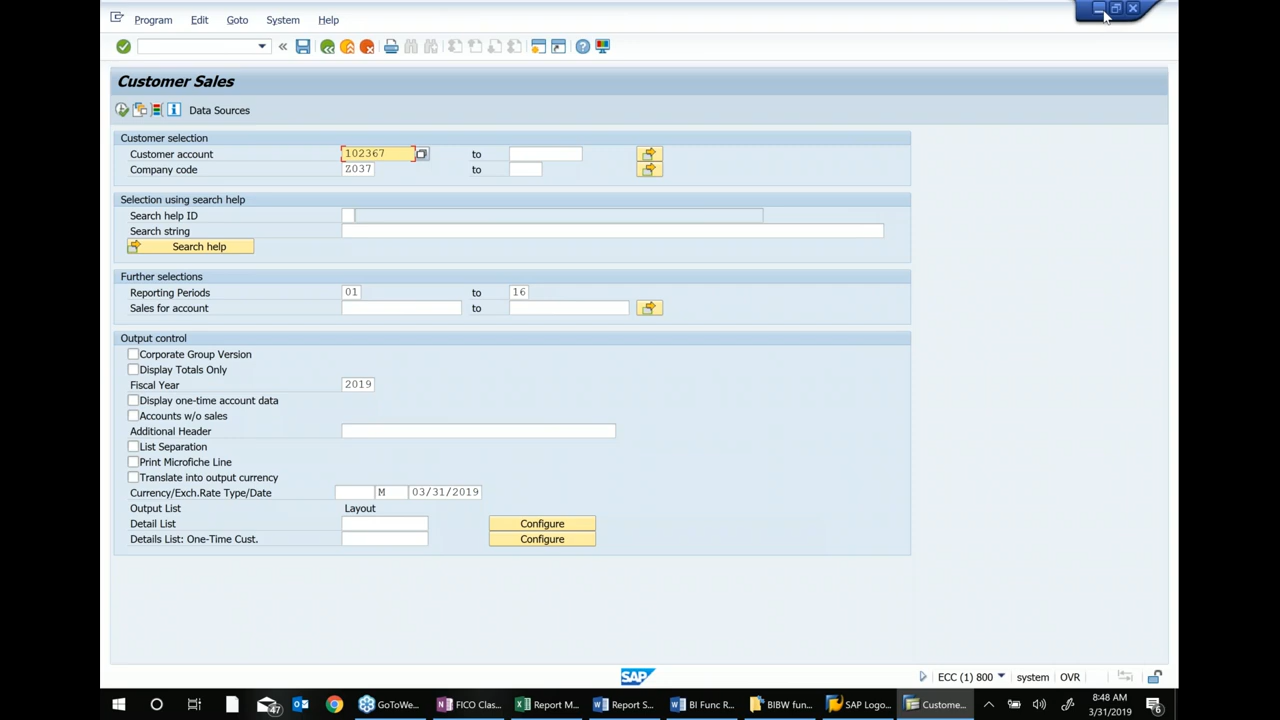 Program Edit Goto System Help
Customer Sales
Data Sources
Customer selection
Customer account 102367 to
Company code Z037 to
Selection using search help
Search help ID
Search string
Search help
Further selections
Reporting Periods 01 to 16
Sales for account to
Output control
Corporate Group Version
Display Totals Only
Fiscal Year 2019
Display one-time account data
Accounts w/o sales
Additional Header
List Separation
Print Microfiche Line
Translate into output currency
Currency/Exch.Rate Type/Date M 03/31/2019
Output List Layout
Detail List Configure
Details List: One-Time Cust. Configure
SAP ECC (1) 800 system OVR
47 GoToWe... FICO Clas... Report M... Report S... BI Func R... BIBW fun... SAP Logo... Custome... 8:48 AM
3/31/2019 6